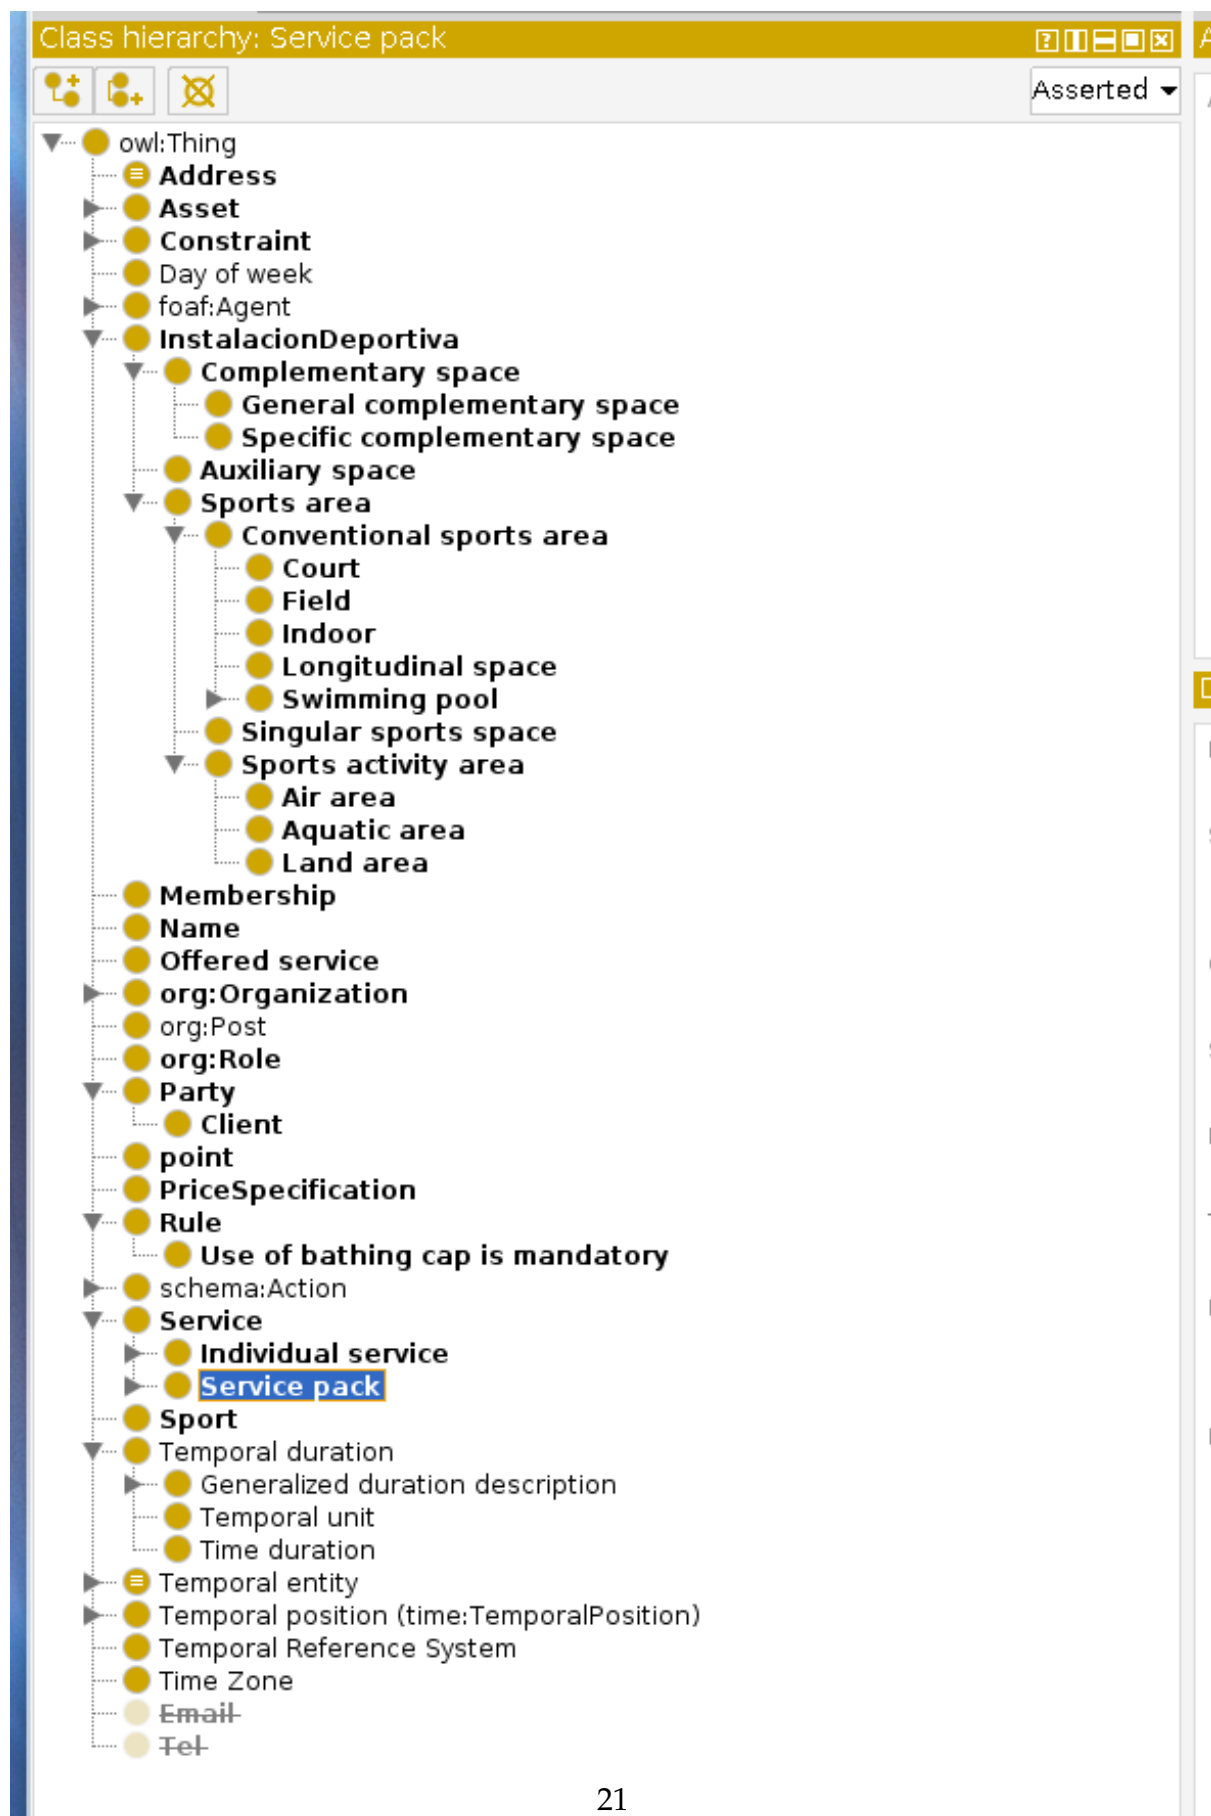 Class hierarchy: Service pack
Asserted
owl:Thing
Address
Asset
Constraint
Day of week
foaf:Agent
InstalacionDeportiva
Complementary space
General complementary space
Specific complementary space
Auxiliary space
Sports area
Conventional sports area
Court
Field
Indoor
Longitudinal space
Swimming pool
Singular sports space
Sports activity area
Air area
Aquatic area
Land area
Membership
Name
Offered service
org:Organization
org:Post
org:Role
Party
Client
point
PriceSpecification
Rule
Use of bathing cap is mandatory
schema:Action
Service
Individual service
Service pack
Sport
Temporal duration
Generalized duration description
Temporal unit
Time duration
Temporal entity
Temporal position (time:TemporalPosition)
Temporal Reference System
Time Zone
Email
Tel
21